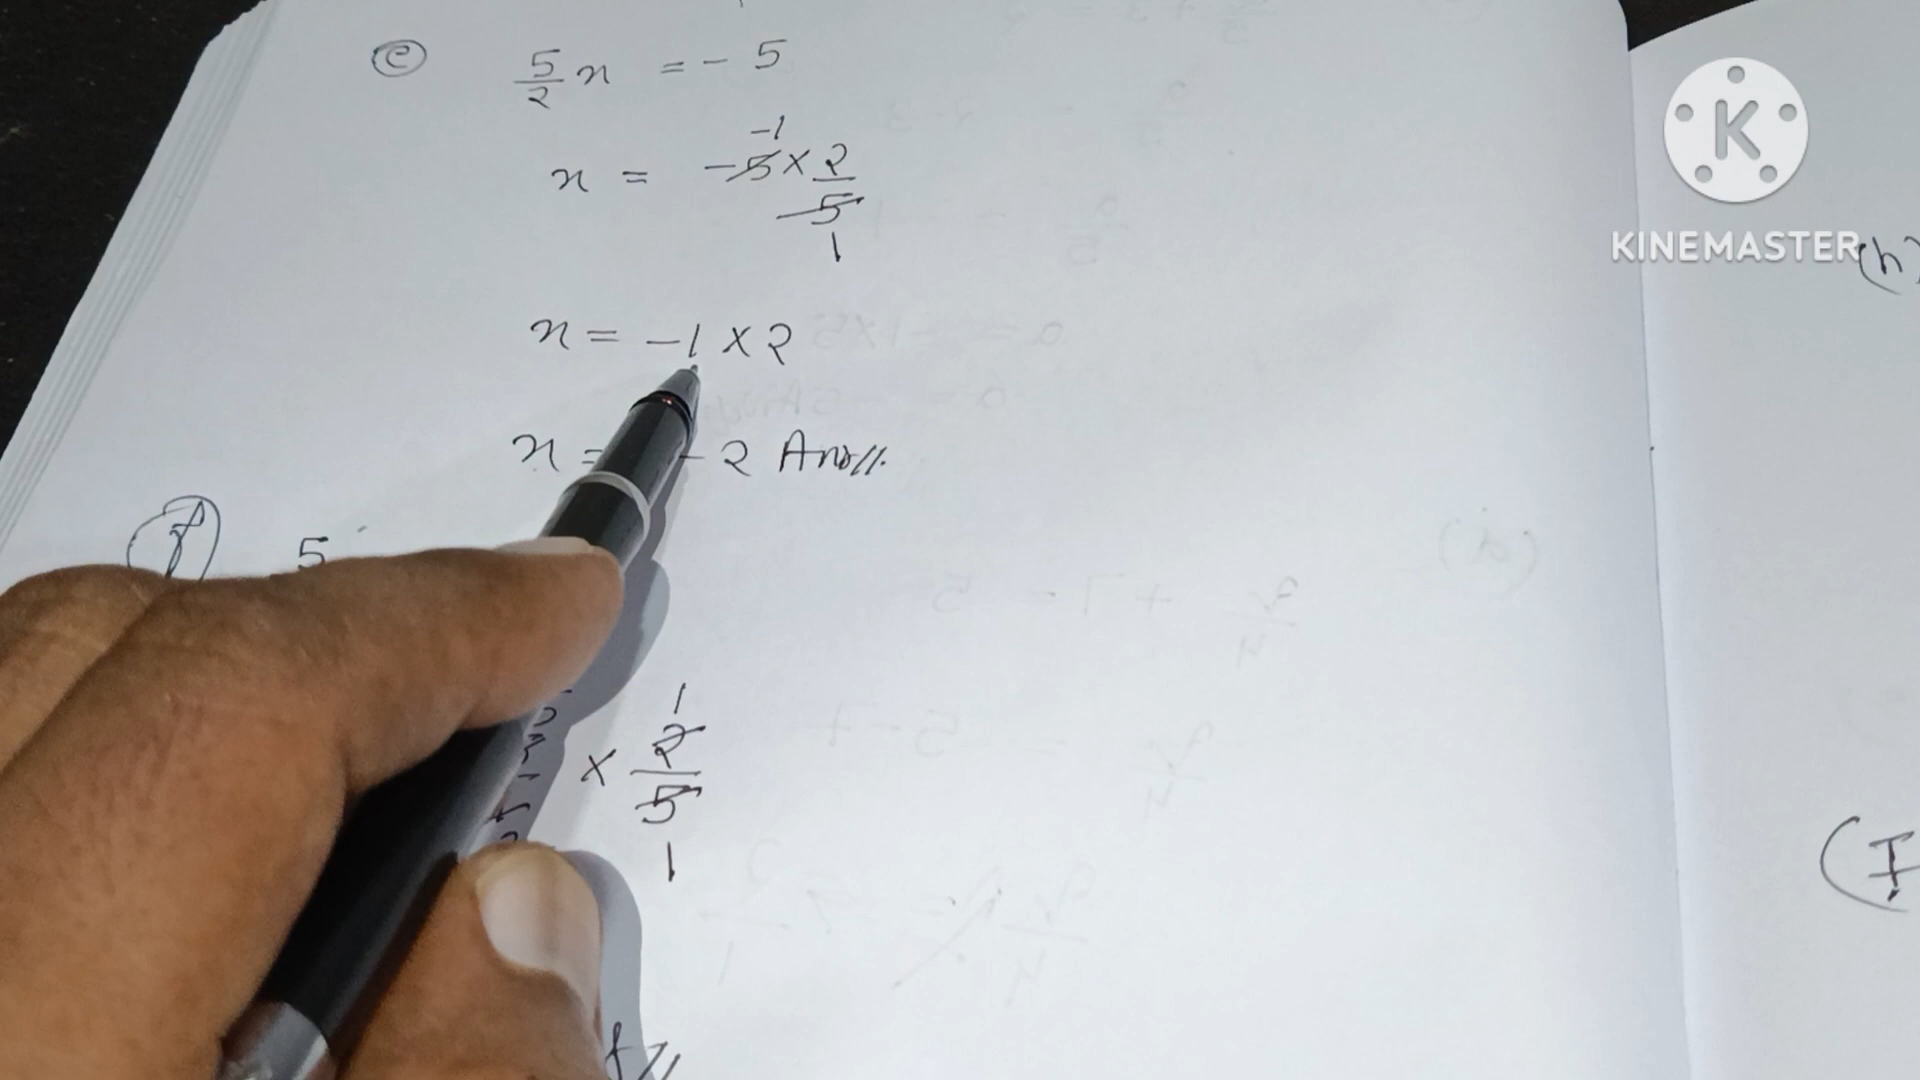 ⓒ 5/2 x = - 5
-1
x = -5 × 2/5
1
x = -1 × 2
x = - 2 Ans//.
ⓕ 5
1
× 2/5
1
KINEMASTER
(h)
(I